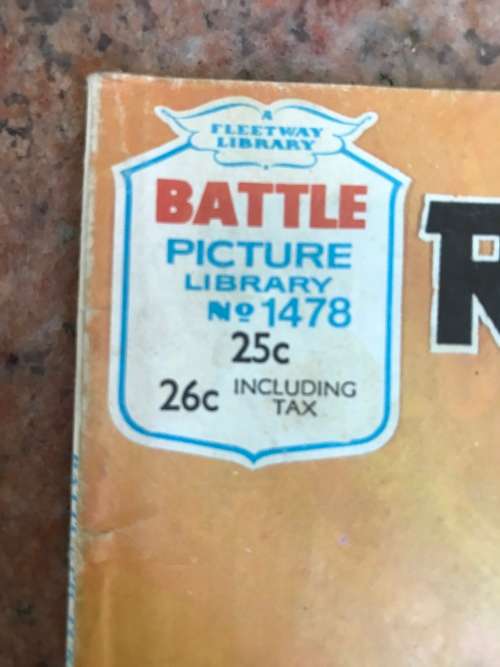 A
FLEETWAY
LIBRARY
BATTLE
PICTURE
LIBRARY
Nº 1478
25c
26c INCLUDING
TAX
R